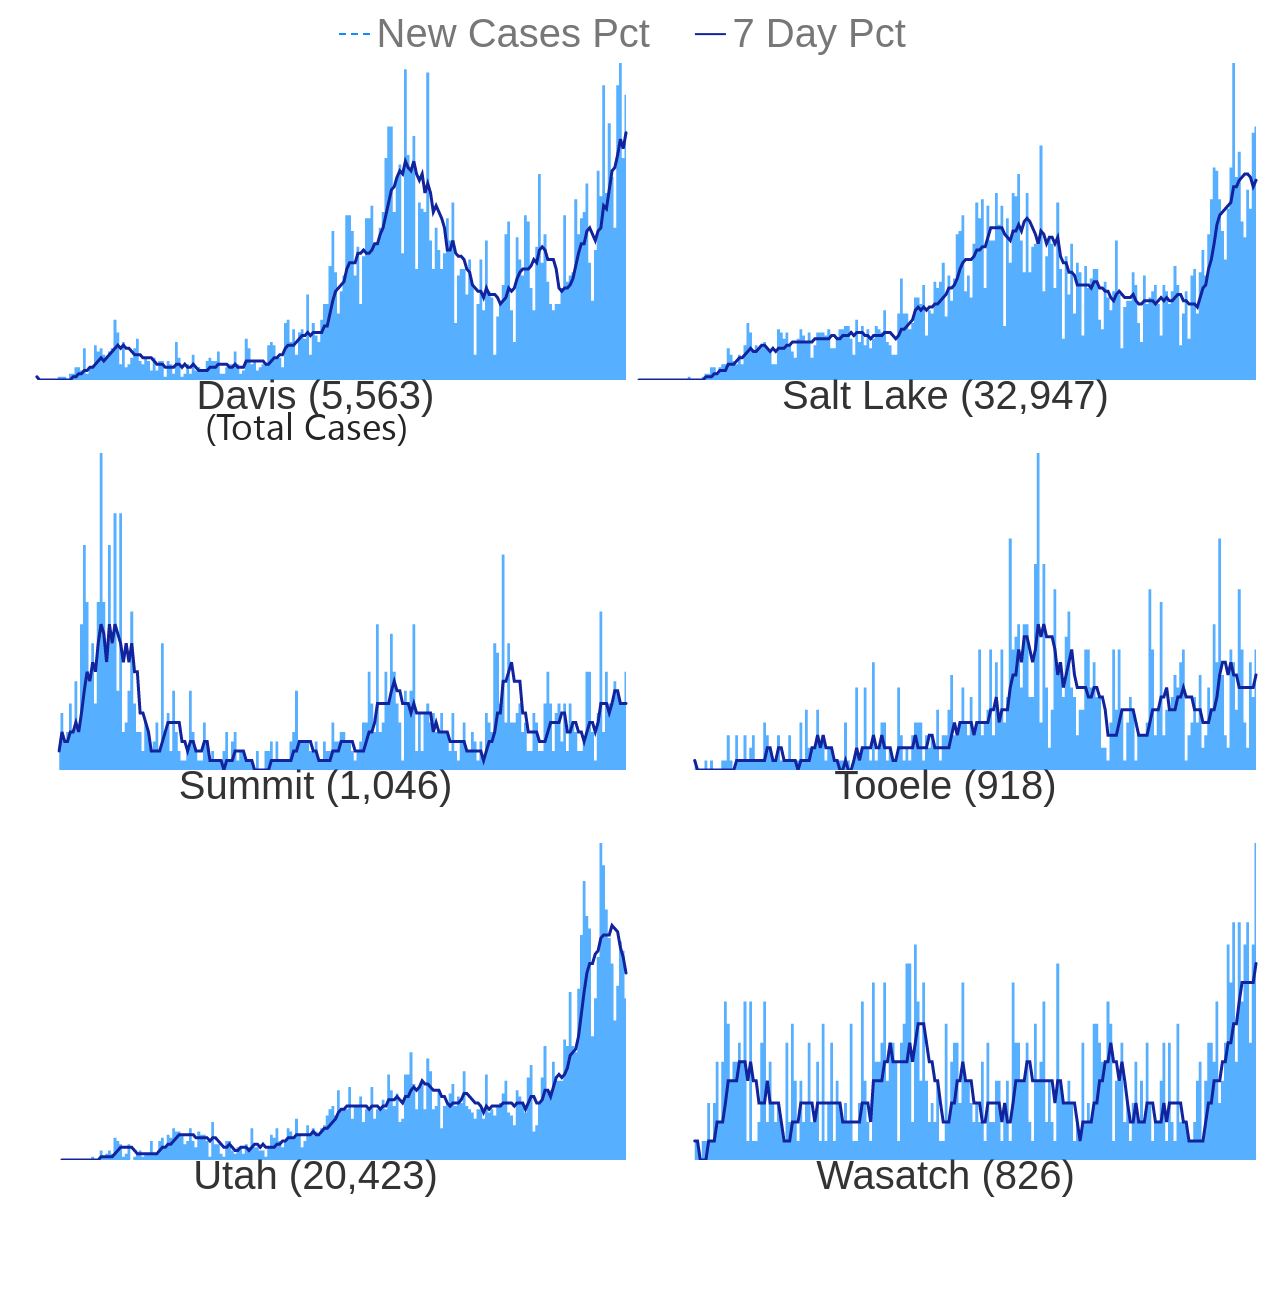 New Cases Pct 7 Day Pct
Davis (5,563) Salt Lake (32,947)
(Total Cases)
Summit (1,046) Tooele (918)
Utah (20,423) Wasatch (826)